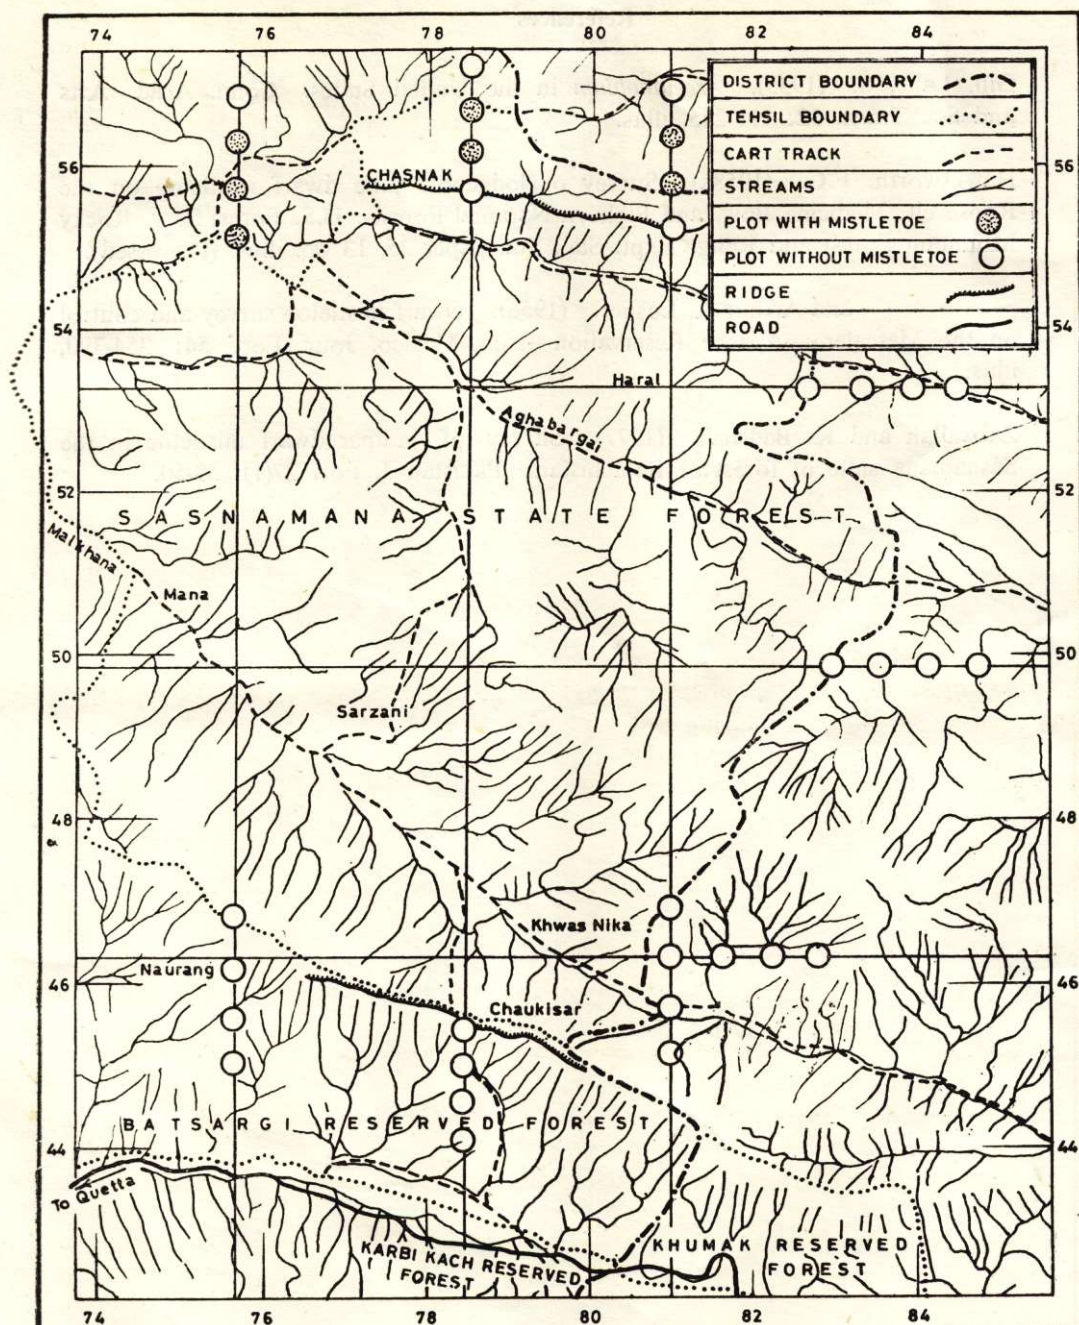 74 76 78 80 82 84
DISTRICT BOUNDARY
TEHSIL BOUNDARY
CART TRACK
STREAMS
PLOT WITH MISTLETOE
PLOT WITHOUT MISTLETOE
RIDGE
ROAD
56 56
CHASNAK
54 54
Haral
Aghabargai
52 52
SASNAMANA STATE FOREST
Malkhana
Mana
50 50
Sarzani
48 48
Khwas Nika
Naurang
46 46
Chaukisar
BATSARGI RESERVED FOREST
44 44
To Quetta
KARBI KACH RESERVED
FOREST
KHUMAK RESERVED
FOREST
74 76 78 80 82 84